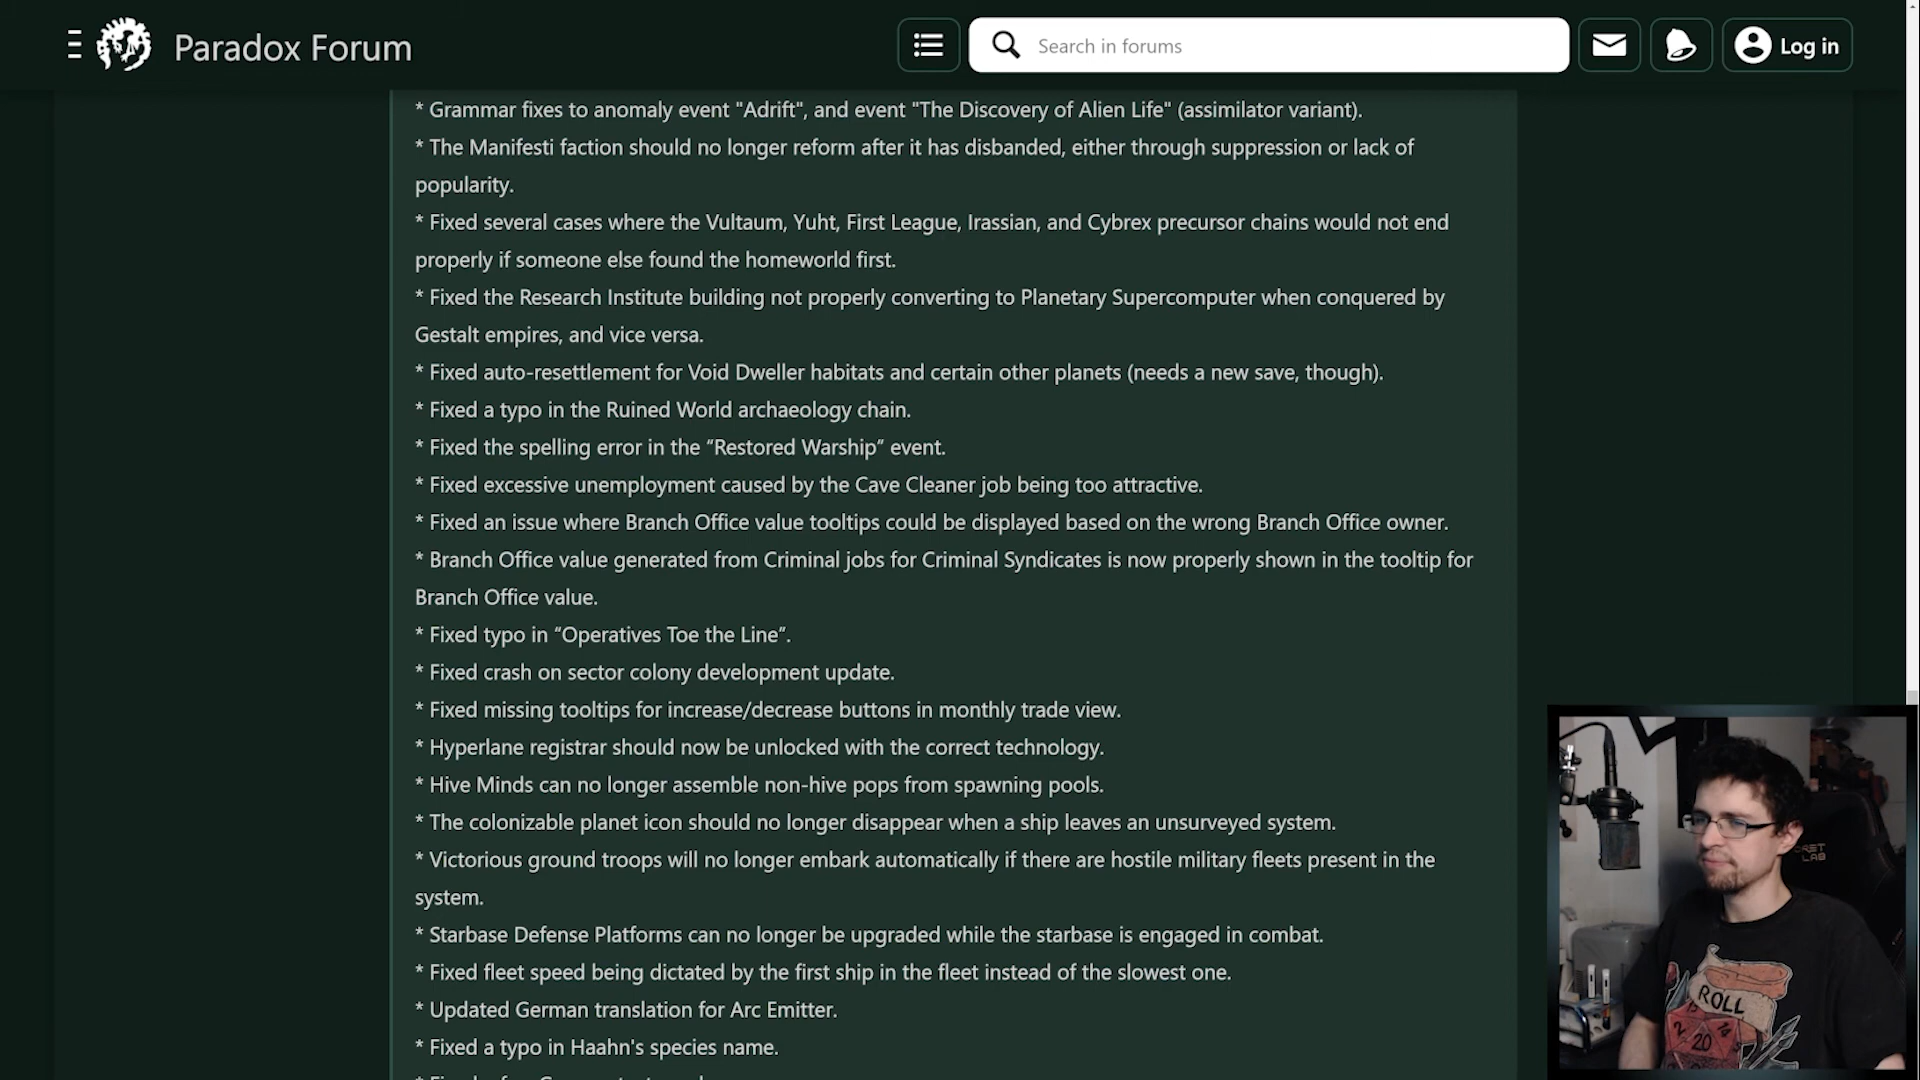 Paradox Forum
Search in forums
Log in
* Grammar fixes to anomaly event "Adrift", and event "The Discovery of Alien Life" (assimilator variant).
* The Manifesti faction should no longer reform after it has disbanded, either through suppression or lack of
popularity.
* Fixed several cases where the Vultaum, Yuht, First League, Irassian, and Cybrex precursor chains would not end
properly if someone else found the homeworld first.
* Fixed the Research Institute building not properly converting to Planetary Supercomputer when conquered by
Gestalt empires, and vice versa.
* Fixed auto-resettlement for Void Dweller habitats and certain other planets (needs a new save, though).
* Fixed a typo in the Ruined World archaeology chain.
* Fixed the spelling error in the “Restored Warship” event.
* Fixed excessive unemployment caused by the Cave Cleaner job being too attractive.
* Fixed an issue where Branch Office value tooltips could be displayed based on the wrong Branch Office owner.
* Branch Office value generated from Criminal jobs for Criminal Syndicates is now properly shown in the tooltip for
Branch Office value.
* Fixed typo in “Operatives Toe the Line”.
* Fixed crash on sector colony development update.
* Fixed missing tooltips for increase/decrease buttons in monthly trade view.
* Hyperlane registrar should now be unlocked with the correct technology.
* Hive Minds can no longer assemble non-hive pops from spawning pools.
* The colonizable planet icon should no longer disappear when a ship leaves an unsurveyed system.
* Victorious ground troops will no longer embark automatically if there are hostile military fleets present in the
system.
* Starbase Defense Platforms can no longer be upgraded while the starbase is engaged in combat.
* Fixed fleet speed being dictated by the first ship in the fleet instead of the slowest one.
* Updated German translation for Arc Emitter.
* Fixed a typo in Haahn's species name.
LAB
ROLL
2
20